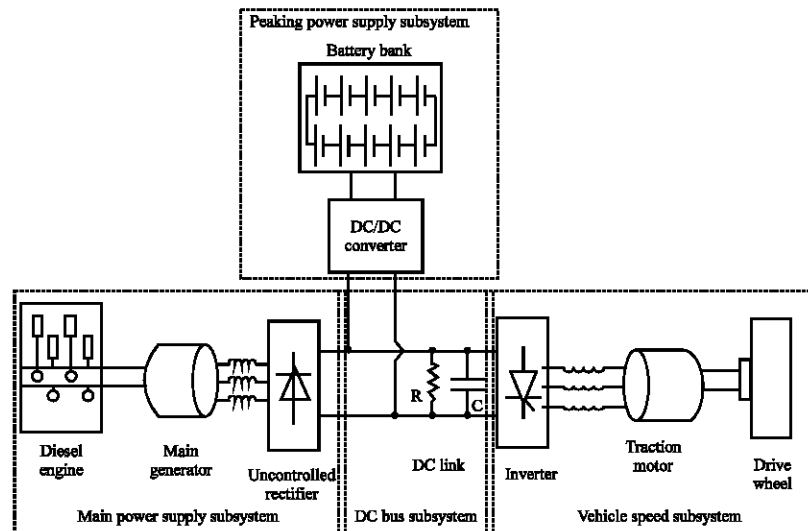 Peaking power supply subsystem
Battery bank
DC/DC
converter
R
C
Diesel
engine
Main
generator
Uncontrolled
rectifier
DC link
Inverter
Traction
motor
Drive
wheel
Main power supply subsystem
DC bus subsystem
Vehicle speed subsystem